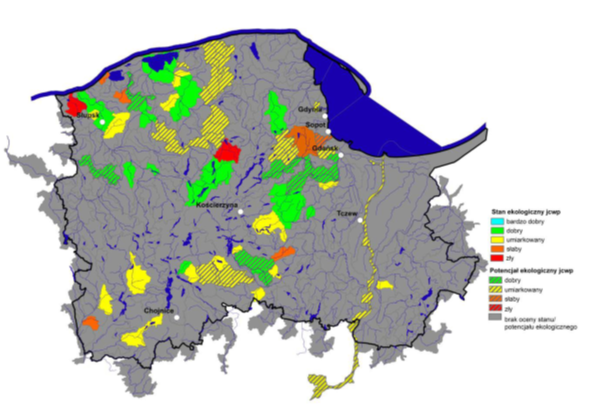 Gdynia
Sopot
Gdańsk
Słupsk
Kościerzyna
Tczew
Chojnice
Stan ekologiczny jcwp
bardzo dobry
dobry
umiarkowany
słaby
zły
Potencjał ekologiczny jcwp
dobry
umiarkowany
słaby
zły
brak oceny stanu/
potencjału ekologicznego